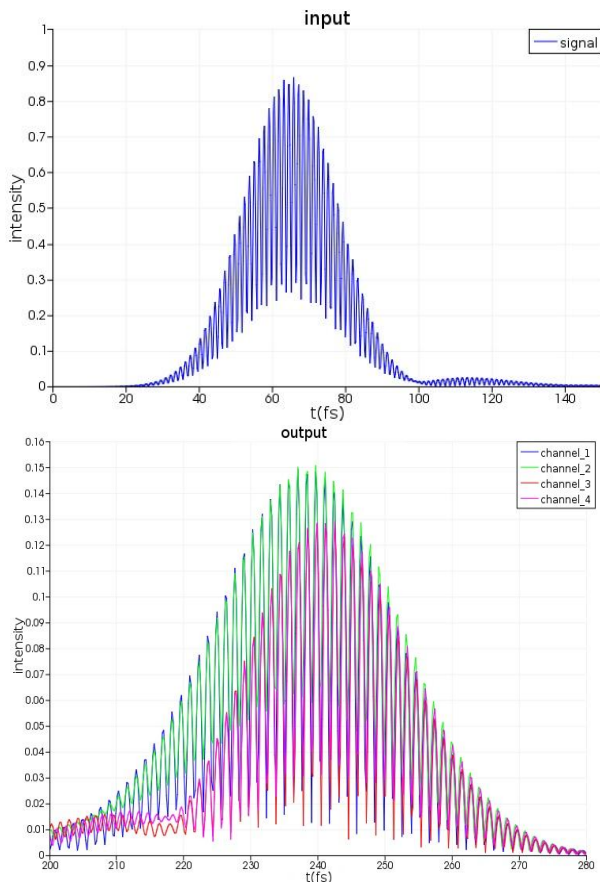 input
signal
intensity
1
0.9
0.8
0.7
0.6
0.5
0.4
0.3
0.2
0.1
0
0 20 40 60 80 100 120 140
t(fs)
output
channel_1
channel_2
channel_3
channel_4
intensity
0.16
0.15
0.14
0.13
0.12
0.11
0.1
0.09
0.08
0.07
0.06
0.05
0.04
0.03
0.02
0.01
0
200 210 220 230 240 250 260 270 280
t(fs)